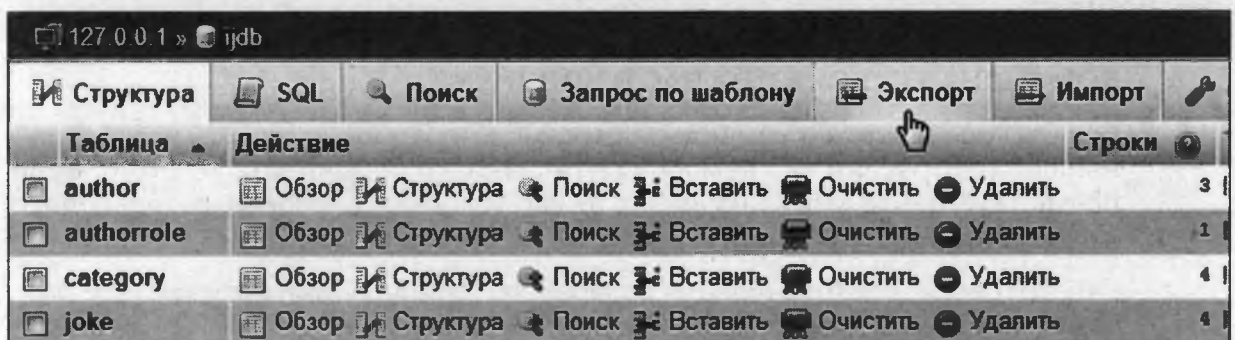 127.0.0.1 » ijdb
Структура SQL Поиск Запрос по шаблону Экспорт Импорт
Таблица Действие Строки
author Обзор Структура Поиск Вставить Очистить Удалить 3
authorrole Обзор Структура Поиск Вставить Очистить Удалить 1
category Обзор Структура Поиск Вставить Очистить Удалить 4
joke Обзор Структура Поиск Вставить Очистить Удалить 4